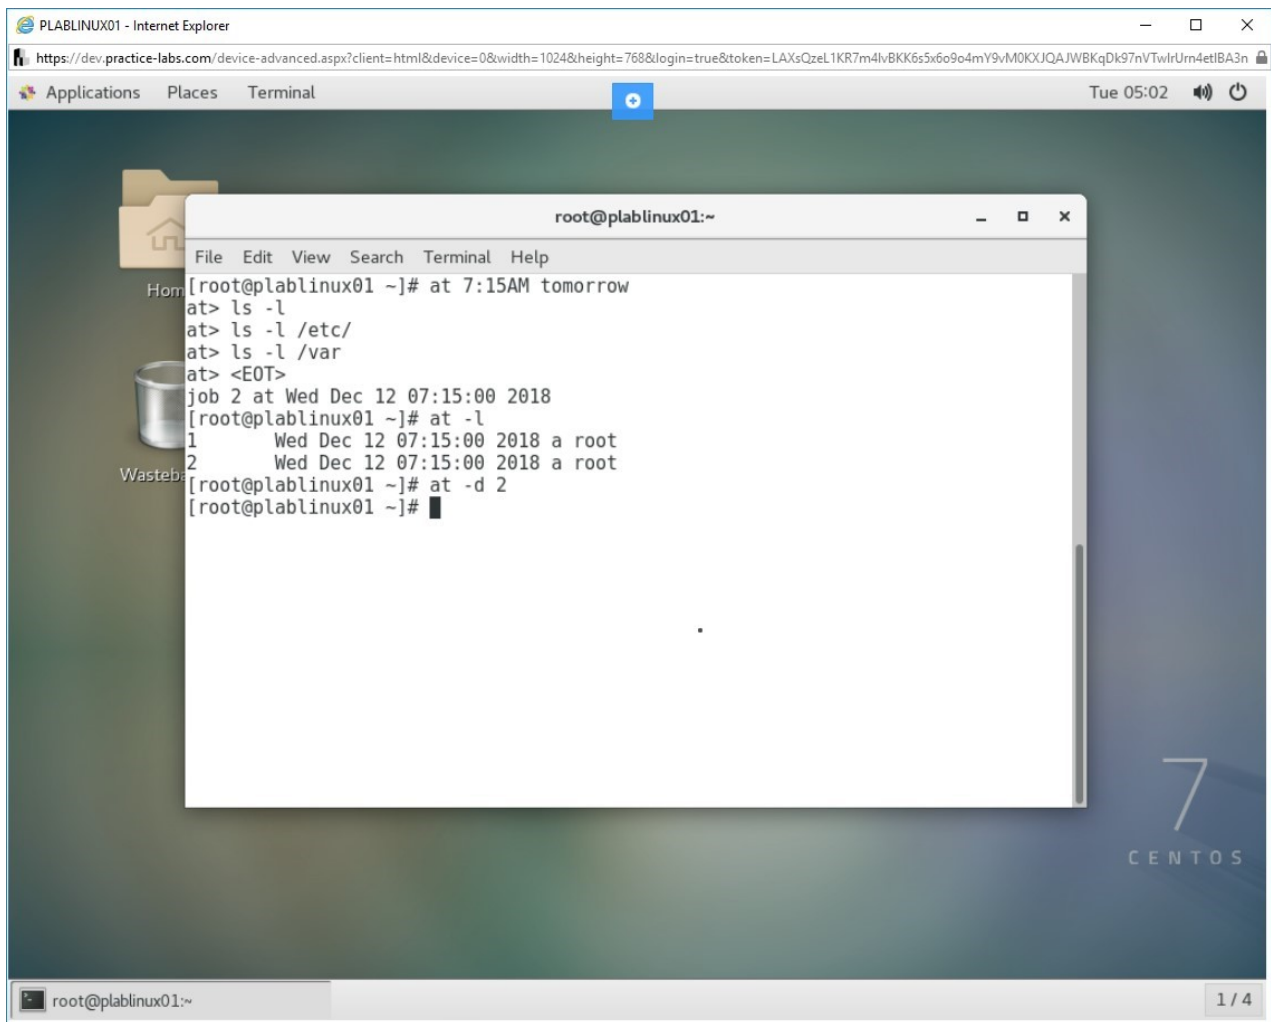 PLABLINUX01 - Internet Explorer
https://dev.practice-labs.com/device-advanced.aspx?client=html&device=0&width=1024&height=768&login=true&token=
Applications Places Terminal Tue 05:02
root@plablinux01:~
File Edit View Search Terminal Help
Hom
[root@plablinux01 ~]# at 7:15AM tomorrow
at> ls -l
at> ls -l /etc/
at> ls -l /var
at> <EOT>
job 2 at Wed Dec 12 07:15:00 2018
[root@plablinux01 ~]# at -l
1 Wed Dec 12 07:15:00 2018 a root
2 Wed Dec 12 07:15:00 2018 a root
Wasteb
[root@plablinux01 ~]# at -d 2
[root@plablinux01 ~]#
7
CENTOS
root@plablinux01:~ 1 / 4